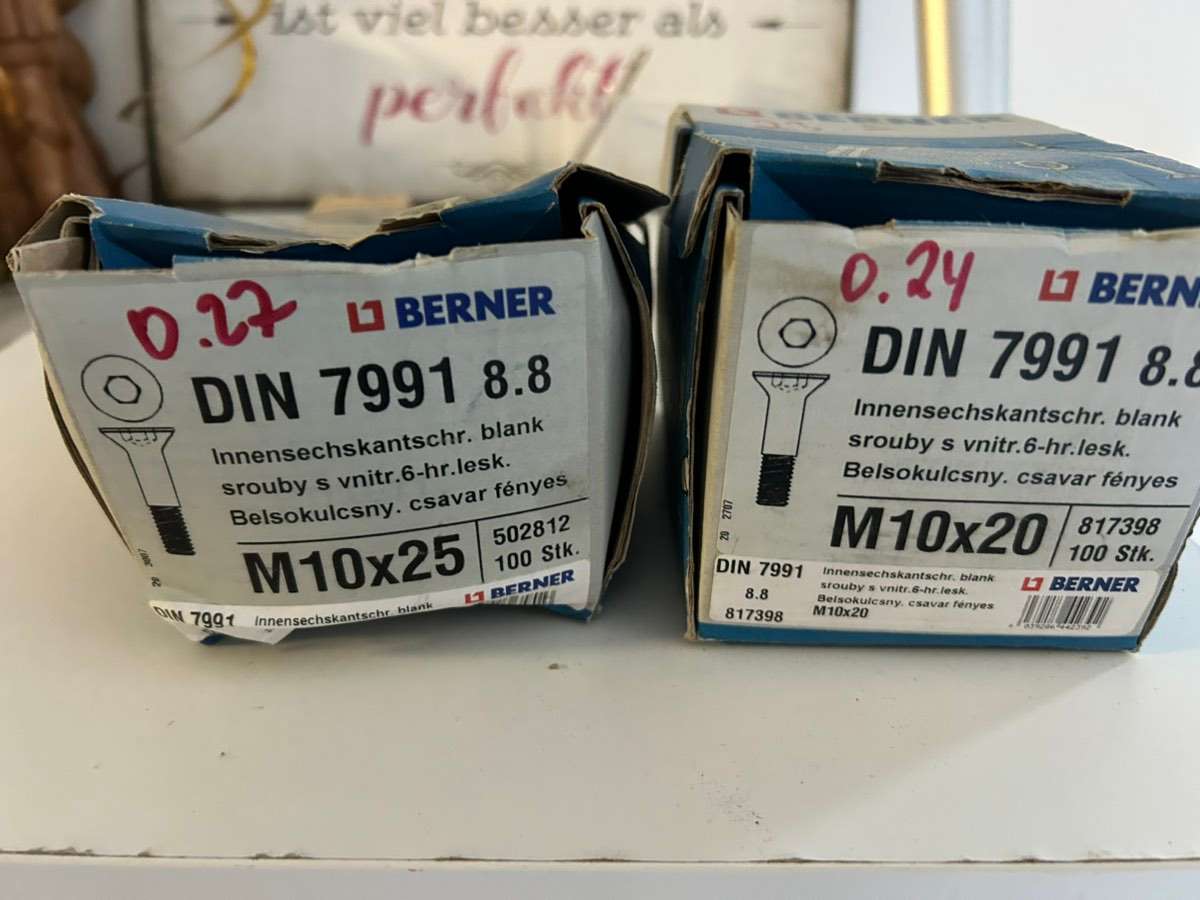 ist viel besser als
perfekt
0.27
BERNER
DIN 7991 8.8
Innensechskantschr. blank
srouby s vnitr.6-hr.lesk.
Belsokulcsny. csavar fényes
M10x25
502812
100 Stk.
DIN 7991
Innensechskantschr. blank
BERNER
BERNER
0.24
BERN
DIN 7991 8.8
Innensechskantschr. blank
srouby s vnitr.6-hr.lesk.
Belsokulcsny. csavar fényes
20 2707
M10x20
817398
100 Stk.
DIN 7991
8.8
817398
Innensechskantschr. blank
srouby s vnitr.6-hr.lesk.
Belsokulcsny. csavar fényes
M10x20
BERNER